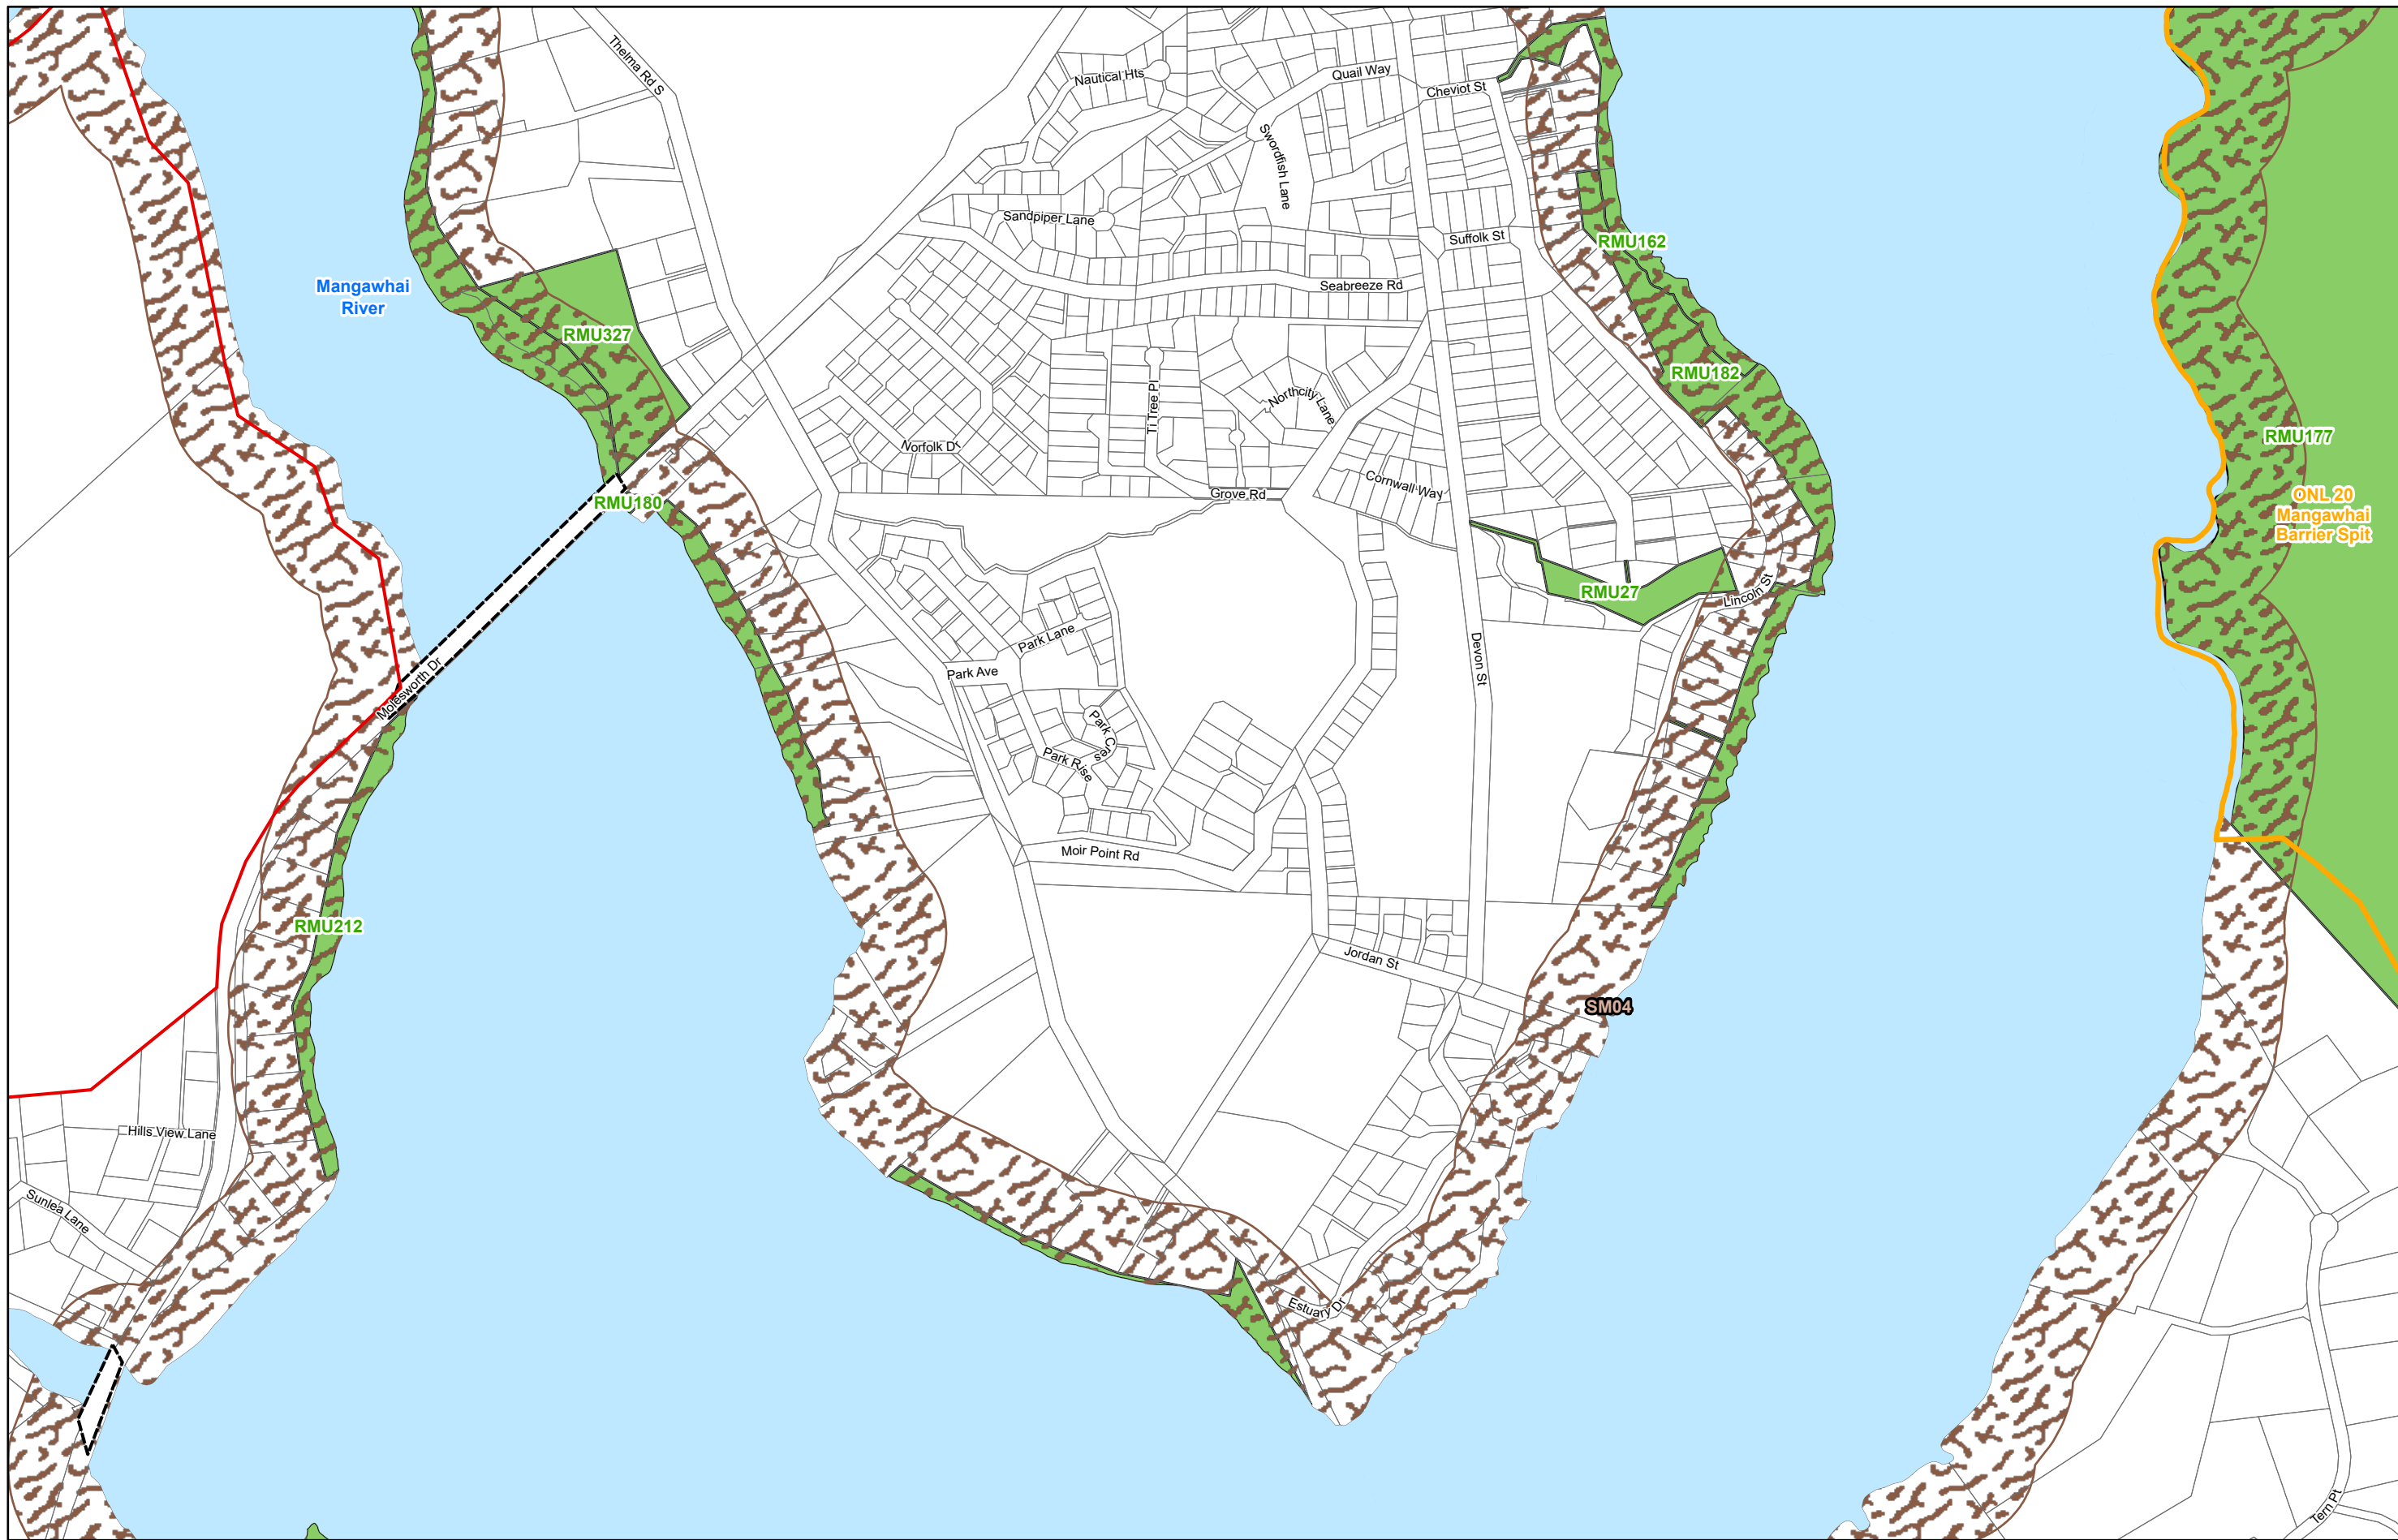 Thelma Rd S
Nautical Hts
Quail Way
Cheviot St
Swordfish Lane
Sandpiper Lane
Suffolk St
RMU162
Mangawhai
River
Seabreeze Rd
RMU327
RMU182
Ti Tree Pl
Northcity Lane
Norfolk Dr
RMU177
Cornwall Way
Grove Rd
RMU180
ONL 20
Mangawhai
Barrier Spit
RMU27
Lincoln St
Park Lane
Park Ave
Devon St
Molesworth Dr
Park Cres
Park Rise
Moir Point Rd
RMU212
Jordan St
SM04
Hills View Lane
Sunlea Lane
Estuary Dr
Tern Pt